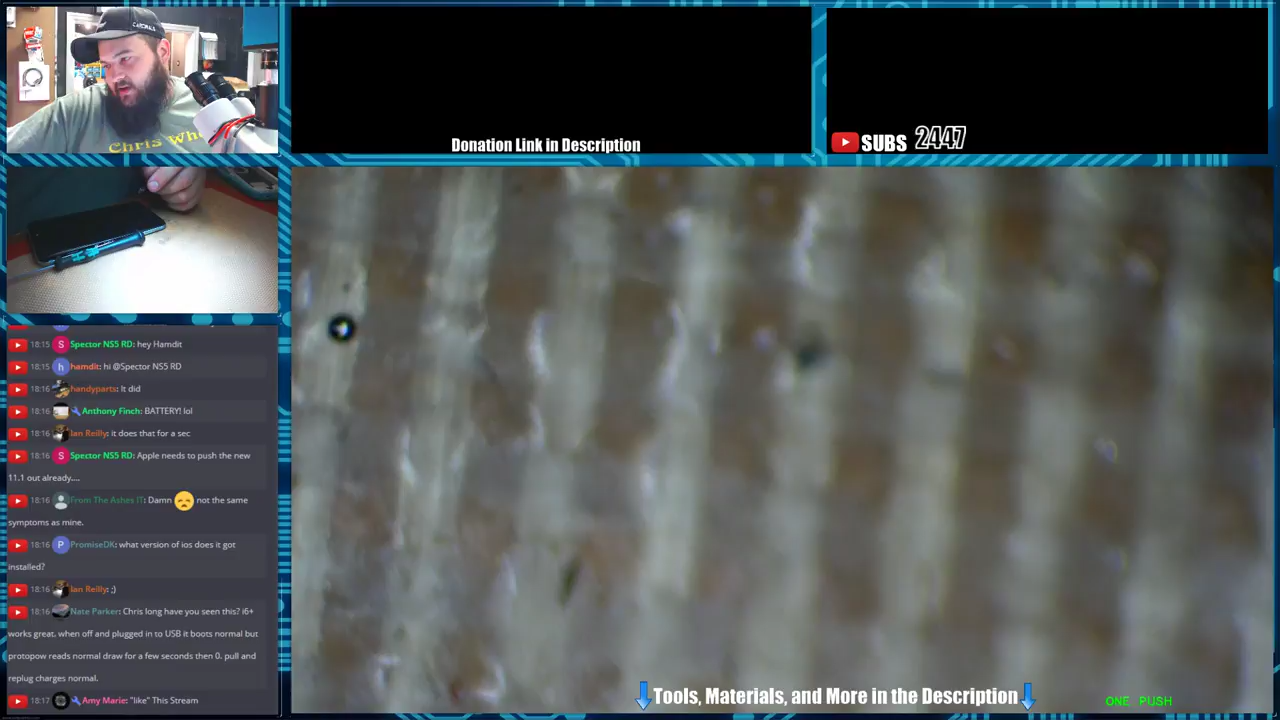 CARDINALS
Chris Wh
Donation Link in Description
SUBS 2447
18:15 S Spector NS5 RD: hey Hamdit
18:15 h hamdit: hi @Spector NS5 RD
18:16 handyparts: It did
18:16 Anthony Finch: BATTERY! lol
18:16 Ian Reilly: it does that for a sec
18:16 S Spector NS5 RD: Apple needs to push the new
11.1 out already....
18:16 From The Ashes IT: Damn 😞 not the same
symptoms as mine.
18:16 P PromiseDK: what version of ios does it got
installed?
18:16 Ian Reilly: ;)
18:16 Nate Parker: Chris long have you seen this? i6+
works great. when off and plugged in to USB it boots normal but
protopow reads normal draw for a few seconds then 0. pull and
replug charges normal.
18:17 Amy Marie: "like" This Stream
Tools, Materials, and More in the Description
ONE PUSH